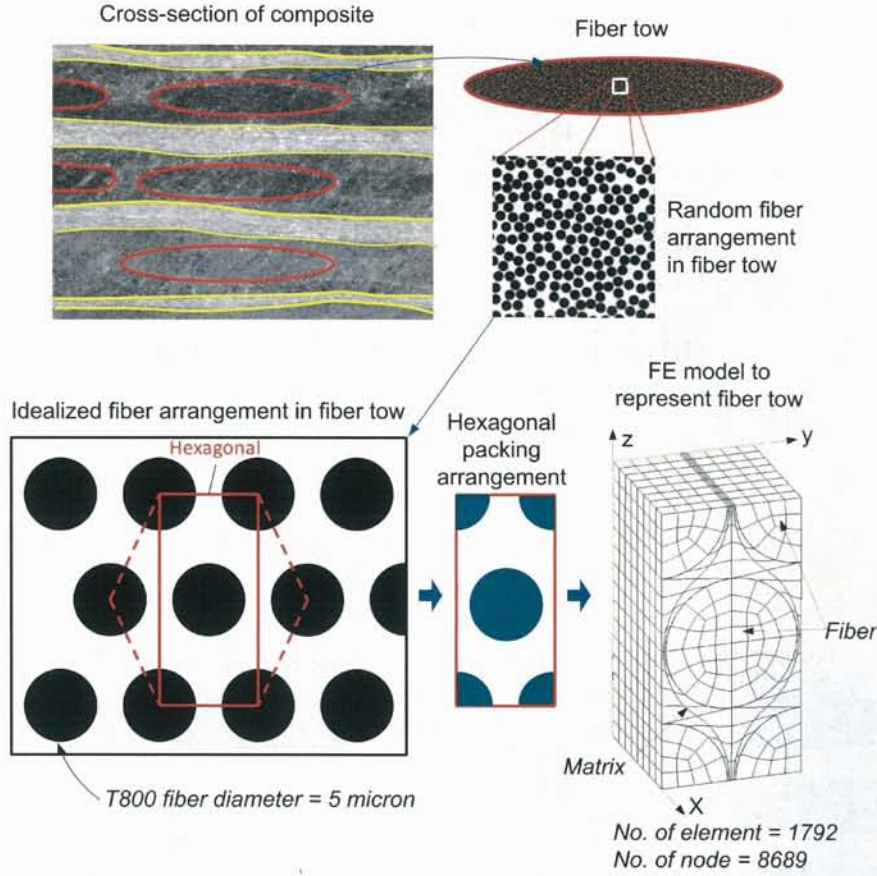 Cross-section of composite
Fiber tow
Random fiber
arrangement
in fiber tow
Idealized fiber arrangement in fiber tow
Hexagonal
Hexagonal
packing
arrangement
FE model to
represent fiber tow
z
y
Fiber
Matrix
X
T800 fiber diameter = 5 micron
No. of element = 1792
No. of node = 8689